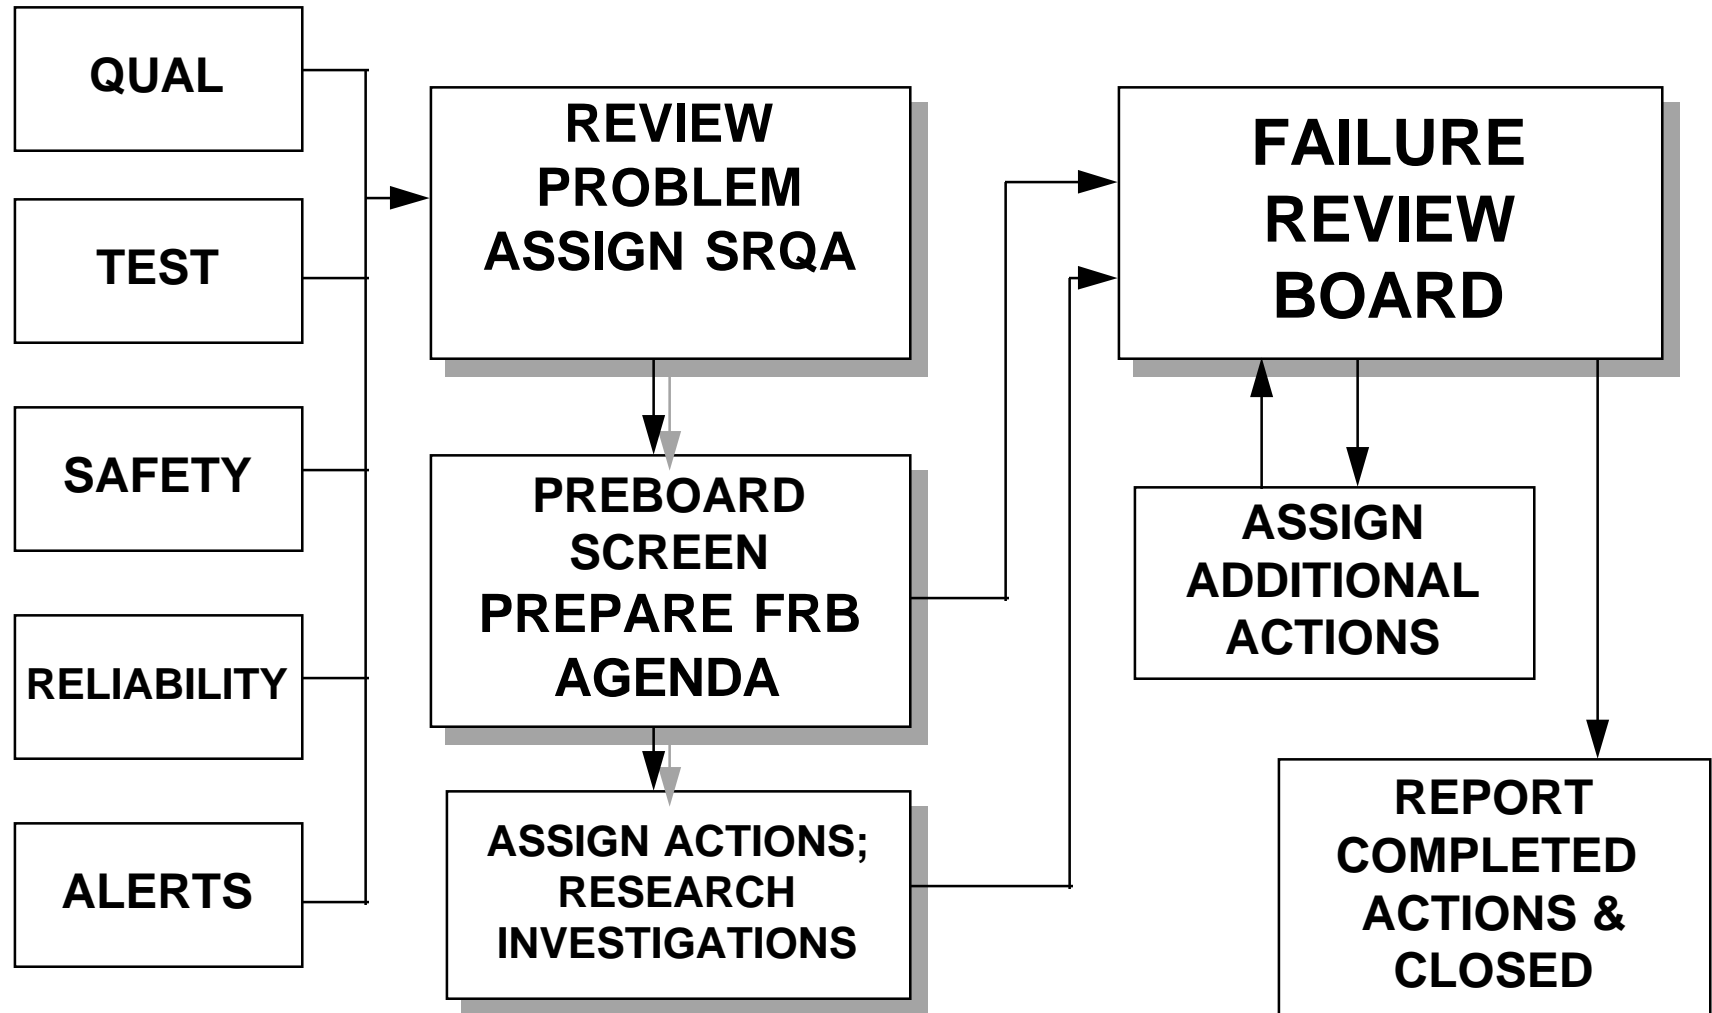 QUAL
TEST
SAFETY
RELIABILITY
ALERTS
REVIEW
PROBLEM
ASSIGN SRQA
PREBOARD
SCREEN
PREPARE FRB
AGENDA
ASSIGN ACTIONS;
RESEARCH
INVESTIGATIONS
FAILURE
REVIEW
BOARD
ASSIGN
ADDITIONAL
ACTIONS
REPORT
COMPLETED
ACTIONS &
CLOSED